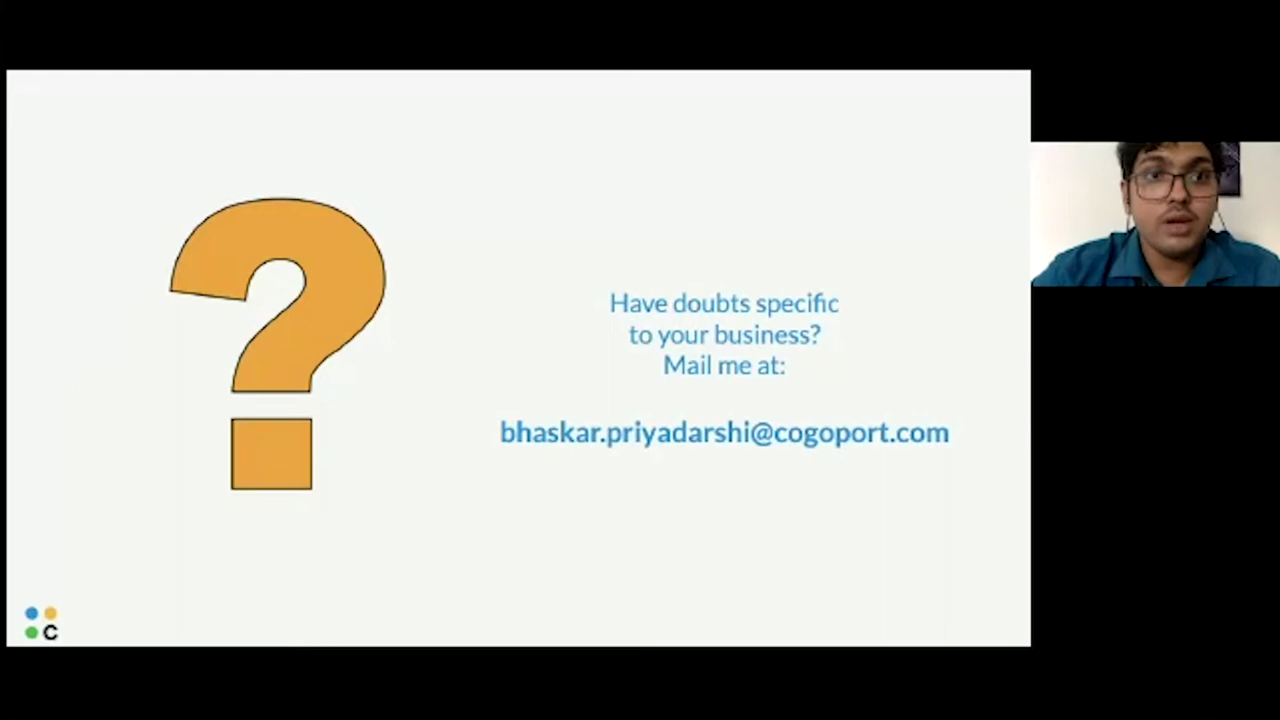 Have doubts specific
to your business?
Mail me at:
bhaskar.priyadarshi@cogoport.com
C